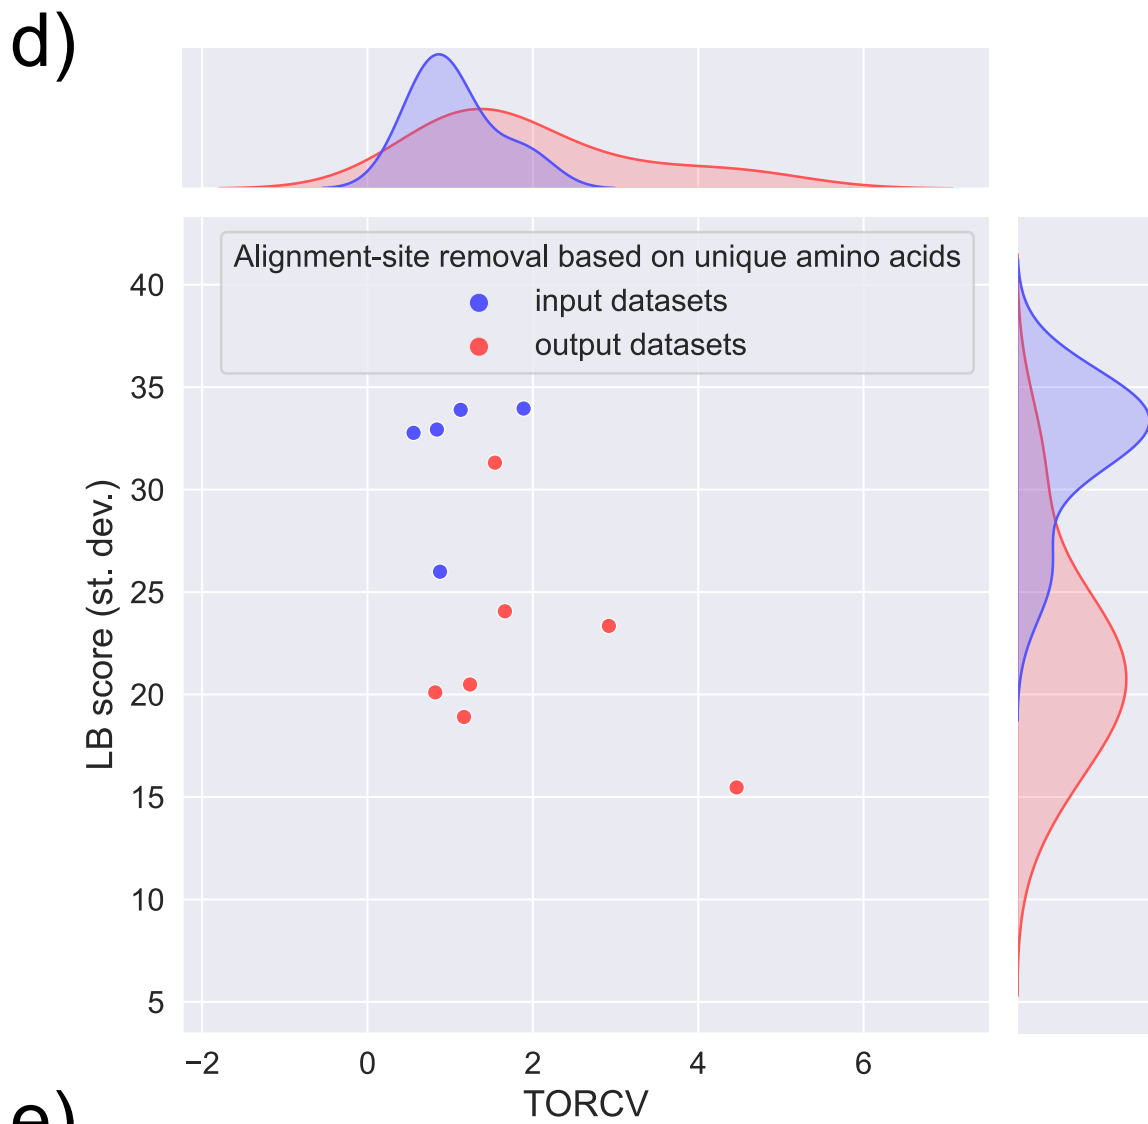 d)
Alignment-site removal based on unique amino acids
input datasets
output datasets
40
35
30
25
20
15
10
5
LB score (st. dev.)
−2 0 2 4 6
TORCV
e)